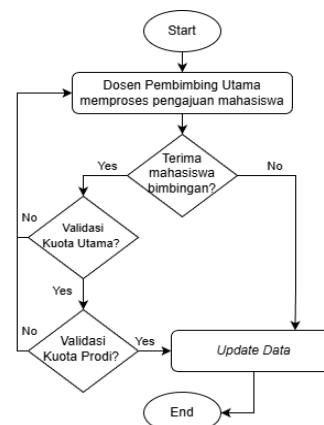 Start
Dosen Pembimbing Utama
memproses pengajuan mahasiswa
Terima
mahasiswa
bimbingan?
Yes
No
Validasi
Kuota Utama?
No
Yes
Validasi
Kuota Prodi?
No
Yes
Update Data
End